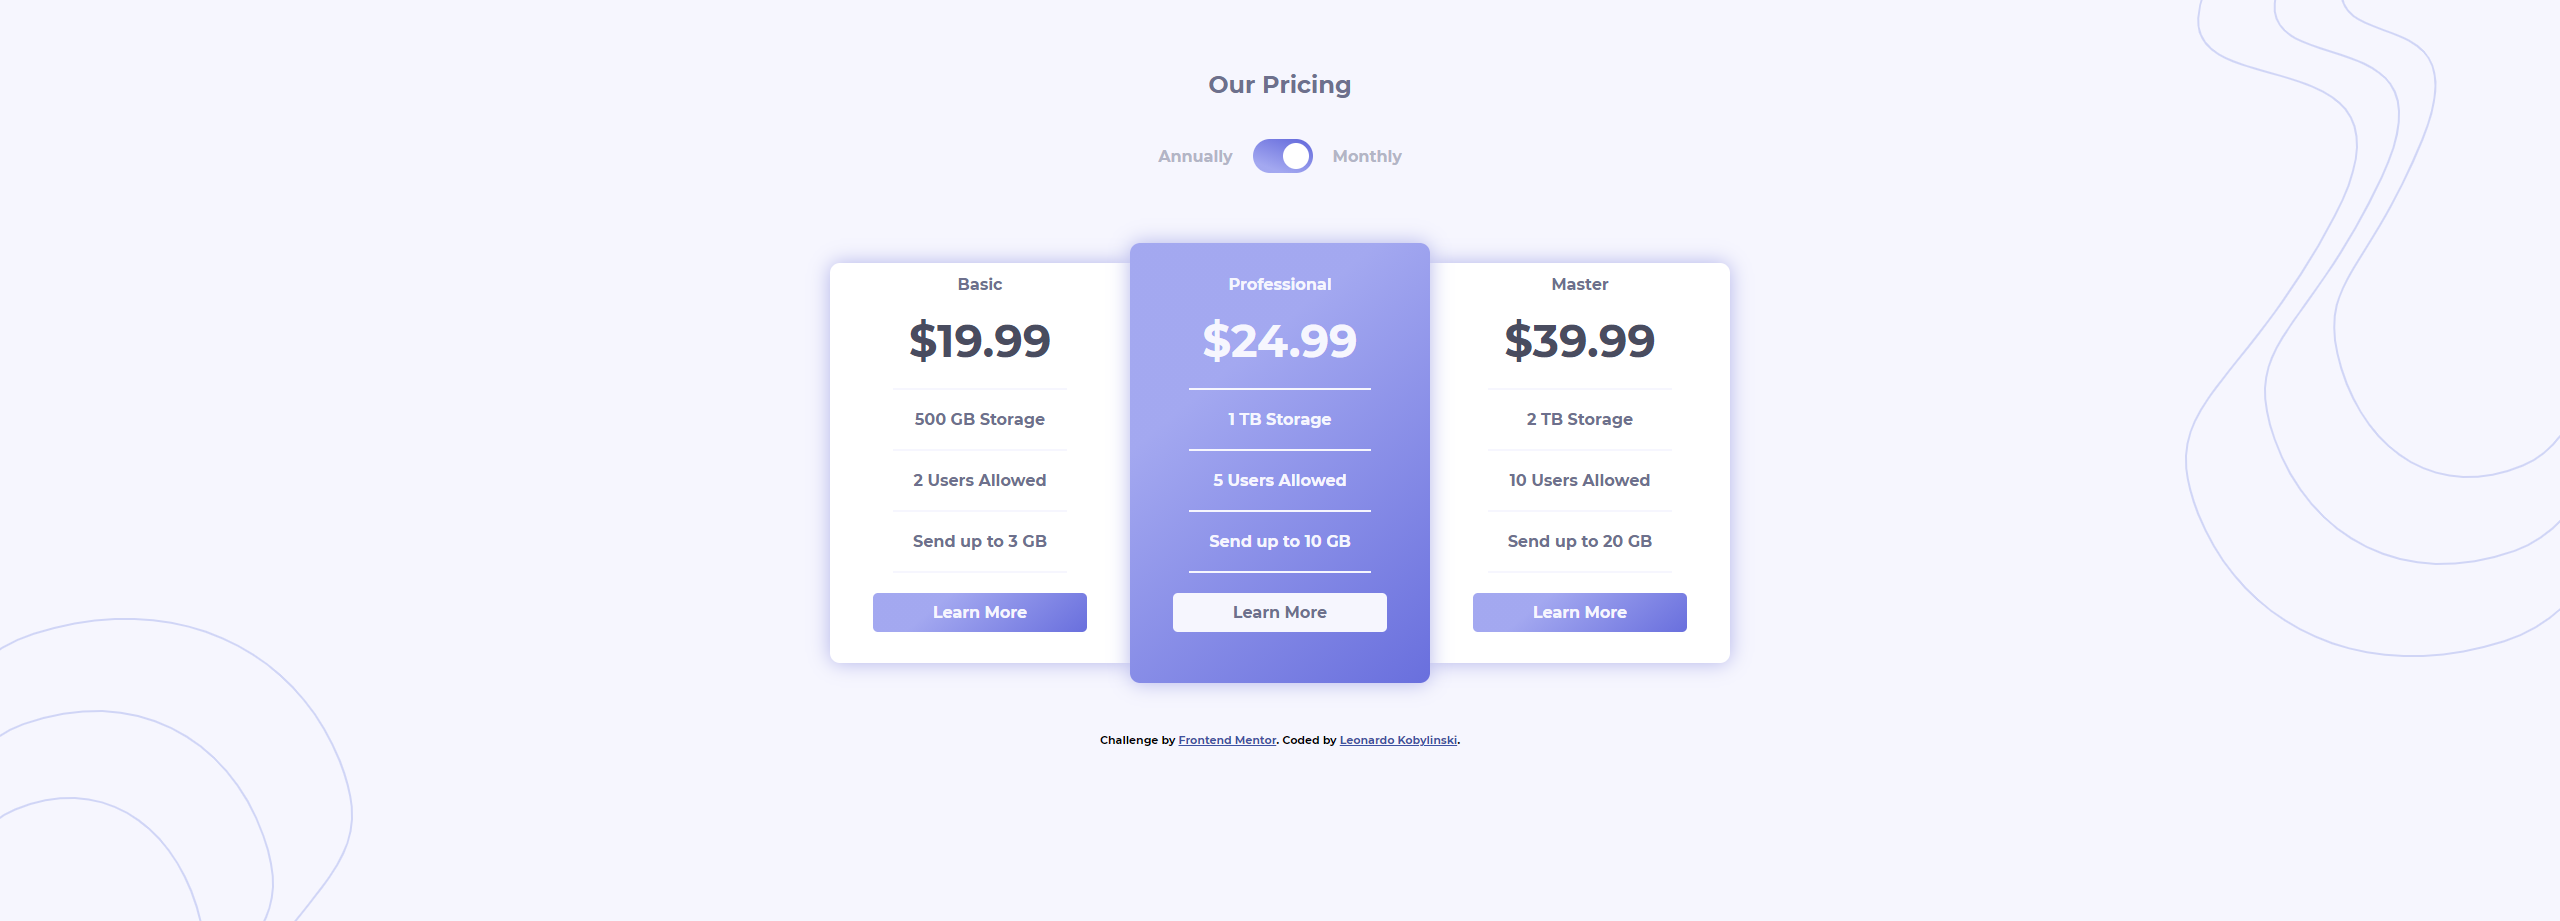 Our Pricing
Annually Monthly
Basic
$19.99
500 GB Storage
2 Users Allowed
Send up to 3 GB
Learn More
Professional
$24.99
1 TB Storage
5 Users Allowed
Send up to 10 GB
Learn More
Master
$39.99
2 TB Storage
10 Users Allowed
Send up to 20 GB
Learn More
Challenge by Frontend Mentor. Coded by Leonardo Kobylinski.